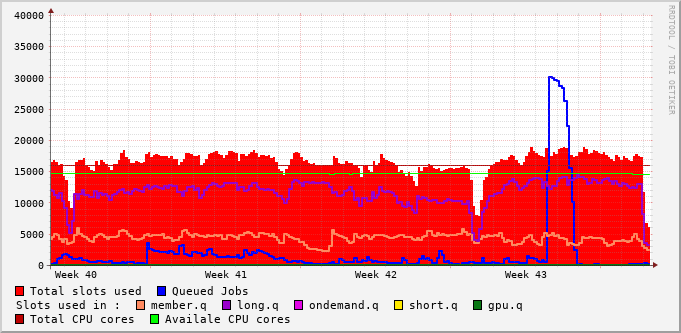 40000
35000
30000
25000
20000
15000
10000
5000
0
Week 40 Week 41 Week 42 Week 43
RRDTOOL / TOBI OETIKER
Total slots used Queued Jobs
Slots used in : member.q long.q ondemand.q short.q gpu.q
Total CPU cores Availale CPU cores